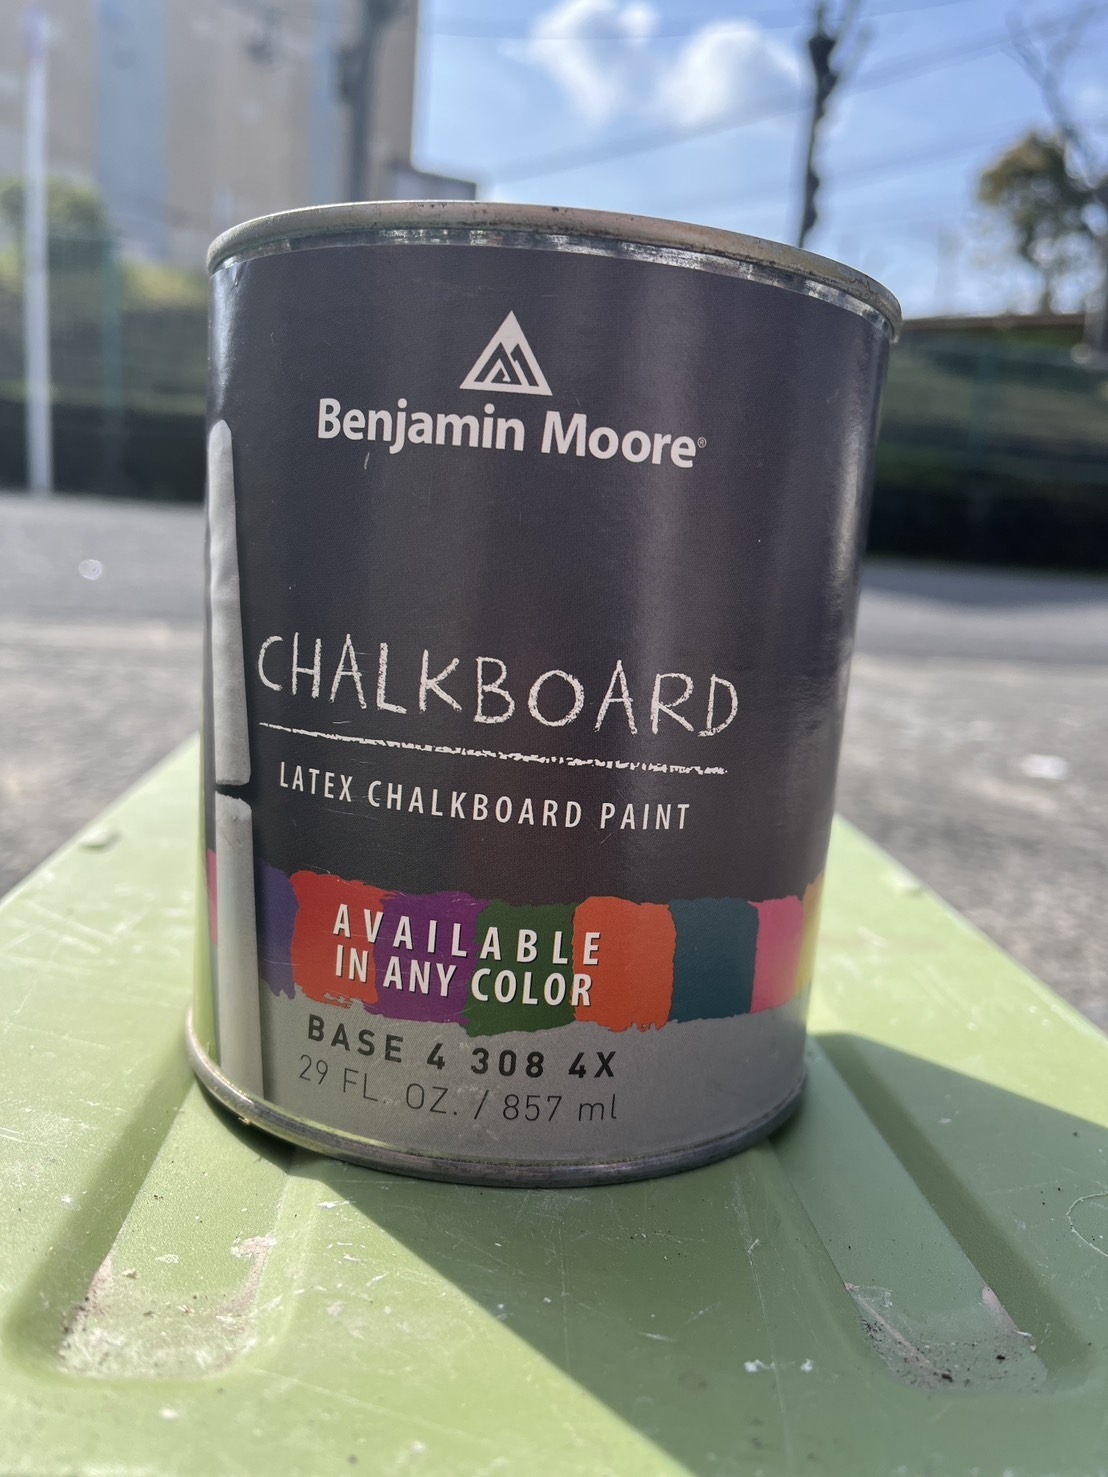 Benjamin Moore®
CHALKBOARD
LATEX CHALKBOARD PAINT
AVAILABLE
IN ANY COLOR
BASE 4 308 4X
29 FL. OZ. / 857 ml